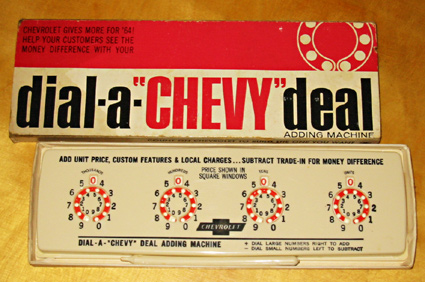 CHEVROLET GIVES MORE FOR '64!
HELP YOUR CUSTOMERS SEE THE
MONEY DIFFERENCE WITH YOUR
dial-a-"CHEVY"deal
ADDING MACHINE
ADD UNIT PRICE, CUSTOM FEATURES & LOCAL CHARGES...SUBTRACT TRADE-IN FOR MONEY DIFFERENCE
PRICE SHOWN IN
SQUARE WINDOWS
THOUSANDS HUNDREDS TENS UNITS
CHEVROLET
DIAL-A-"CHEVY" DEAL ADDING MACHINE
+ DIAL LARGE NUMBERS RIGHT TO ADD
- DIAL SMALL NUMBERS LEFT TO SUBTRACT